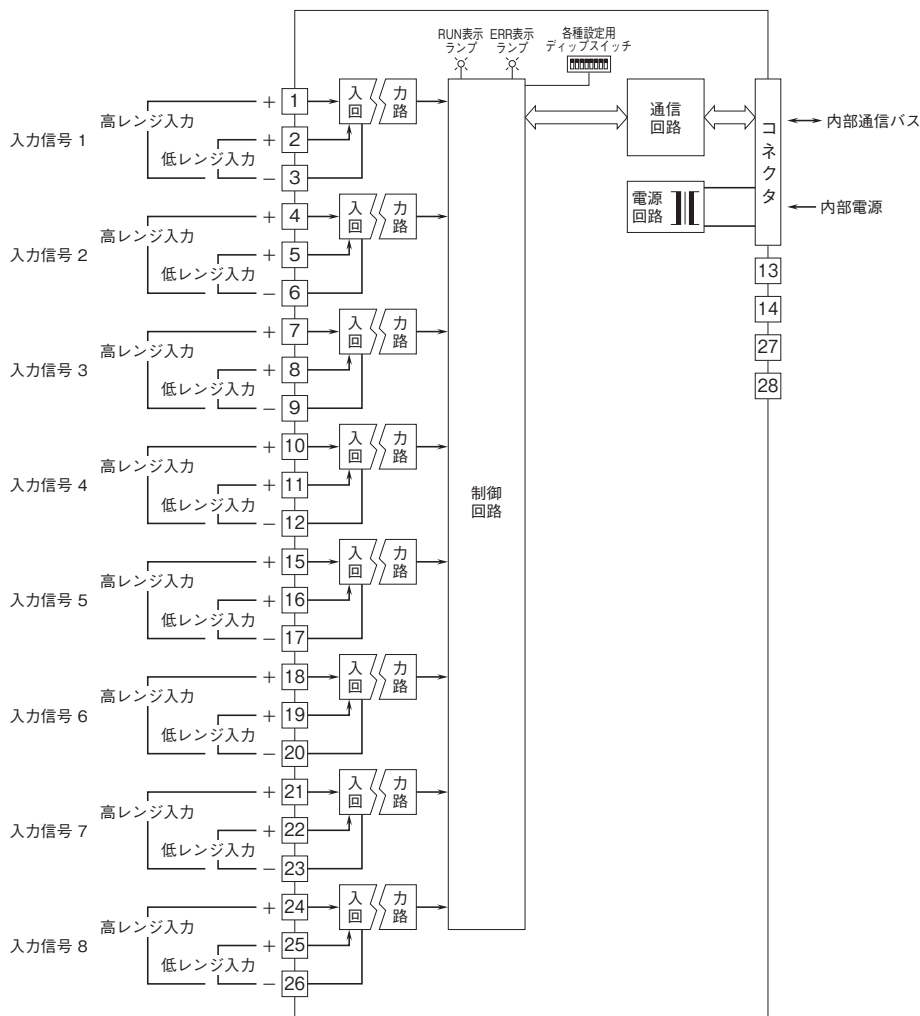 RUN表示
ランプ
ERR表示
ランプ
各種設定用
ディップスイッチ
入力信号 1
高レンジ入力
低レンジ入力
+ 1
+ 2
− 3
入 力
回 路
入力信号 2
高レンジ入力
低レンジ入力
+ 4
+ 5
− 6
入 力
回 路
入力信号 3
高レンジ入力
低レンジ入力
+ 7
+ 8
− 9
入 力
回 路
入力信号 4
高レンジ入力
低レンジ入力
+ 10
+ 11
− 12
入 力
回 路
入力信号 5
高レンジ入力
低レンジ入力
+ 15
+ 16
− 17
入 力
回 路
入力信号 6
高レンジ入力
低レンジ入力
+ 18
+ 19
− 20
入 力
回 路
入力信号 7
高レンジ入力
低レンジ入力
+ 21
+ 22
− 23
入 力
回 路
入力信号 8
高レンジ入力
低レンジ入力
+ 24
+ 25
− 26
入 力
回 路
制御
回路
通信
回路
電源
回路
コネクタ
内部通信バス
内部電源
13
14
27
28